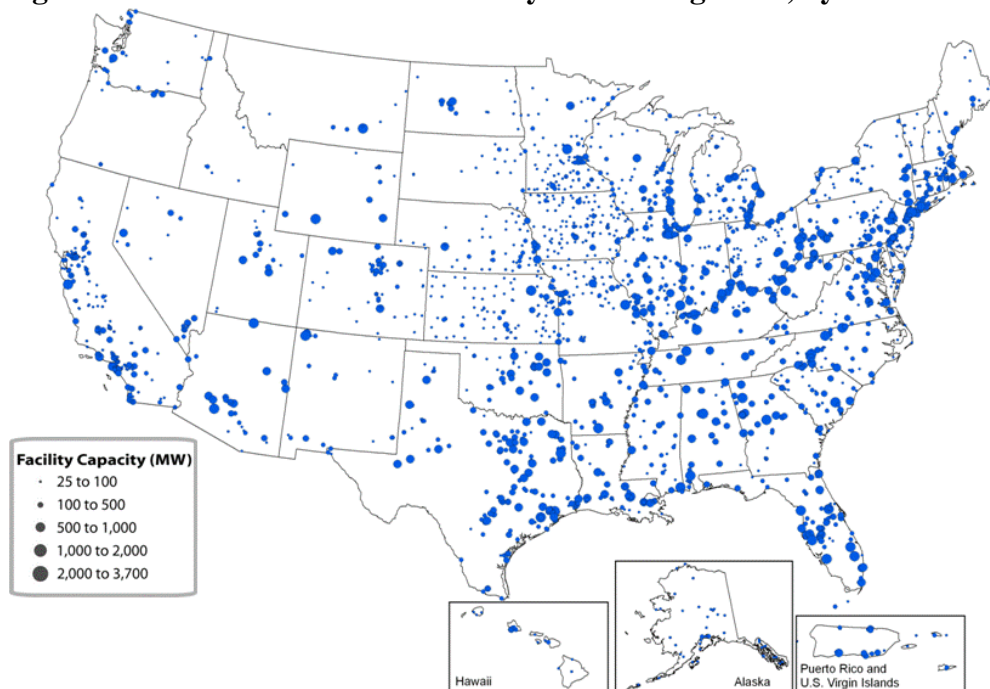 Facility Capacity (MW)
25 to 100
100 to 500
500 to 1,000
1,000 to 2,000
2,000 to 3,700
Hawaii
Alaska
Puerto Rico and
U.S. Virgin Islands